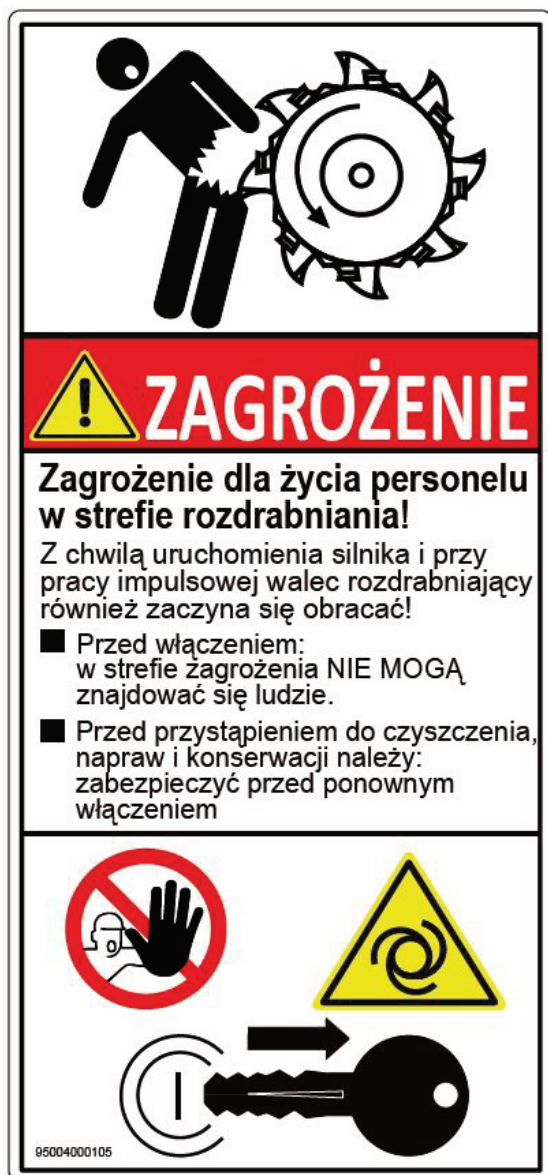 ZAGROŻENIE
Zagrożenie dla życia personelu
w strefie rozdrabniania!
Z chwilą uruchomienia silnika i przy
pracy impulsowej walec rozdrabniający
również zaczyna się obracać!
Przed włączeniem:
w strefie zagrożenia NIE MOGĄ
znajdować się ludzie.
Przed przystąpieniem do czyszczenia,
napraw i konserwacji należy:
zabezpieczyć przed ponownym
włączeniem
95004000105